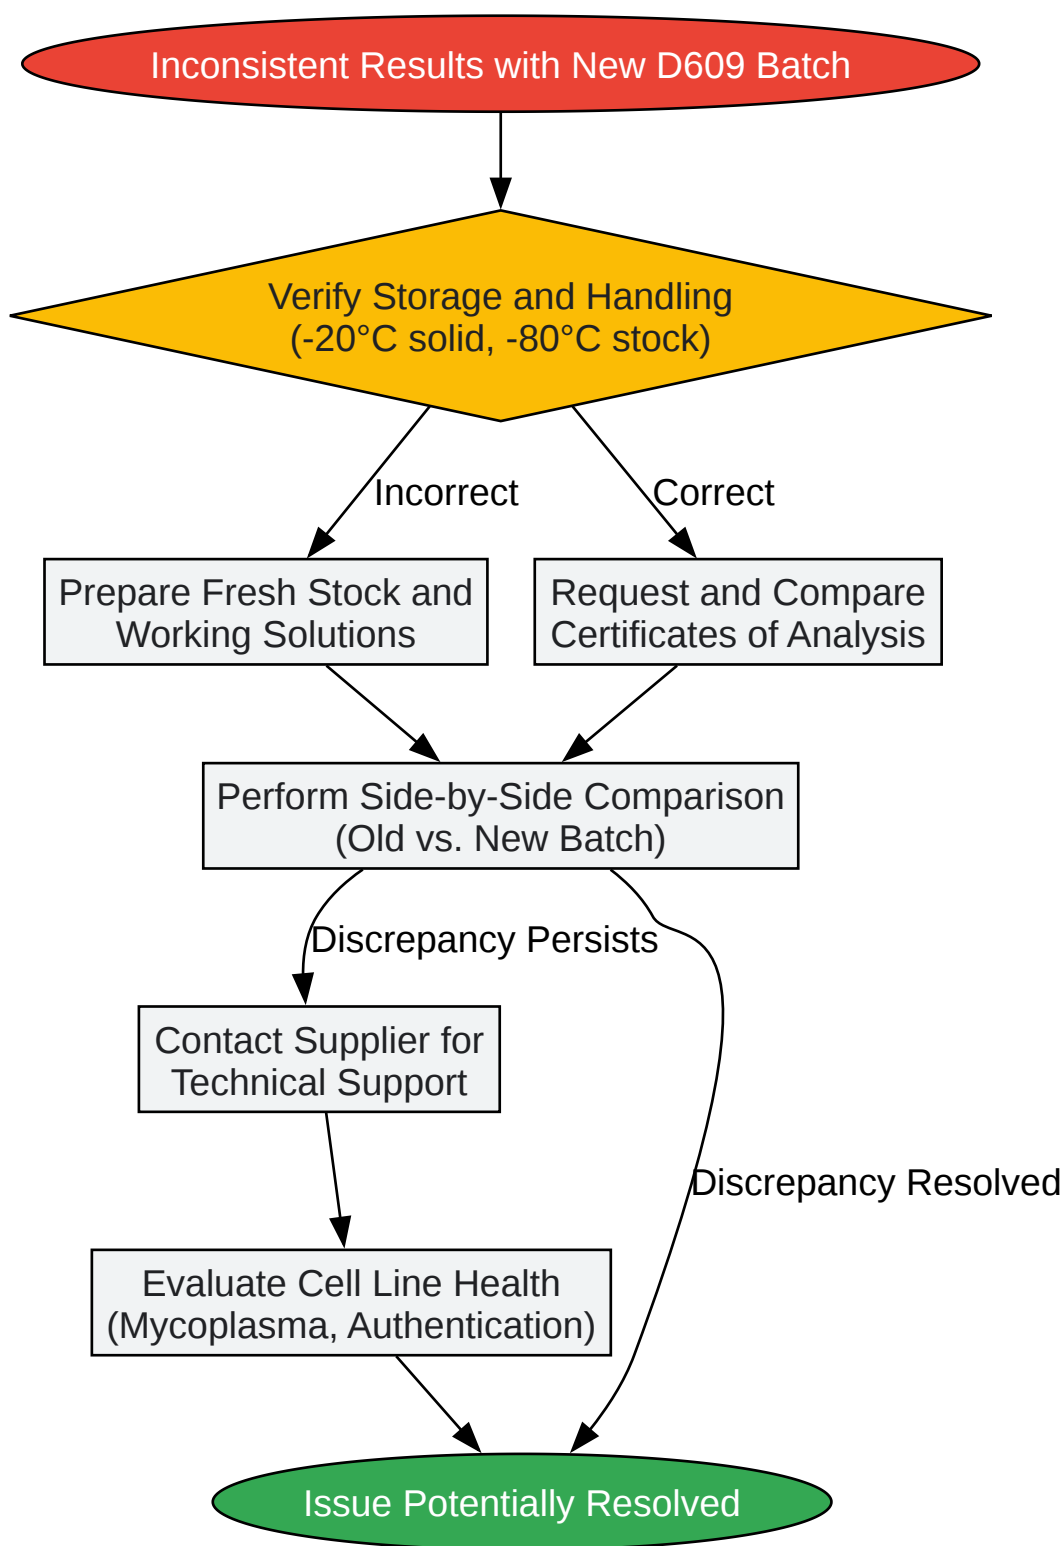 Inconsistent Results with New D609 Batch
Verify Storage and Handling
(-20°C solid, -80°C stock)
Incorrect
Correct
Prepare Fresh Stock and
Working Solutions
Request and Compare
Certificates of Analysis
Perform Side-by-Side Comparison
(Old vs. New Batch)
Discrepancy Persists
Contact Supplier for
Technical Support
Discrepancy Resolved
Evaluate Cell Line Health
(Mycoplasma, Authentication)
Issue Potentially Resolved